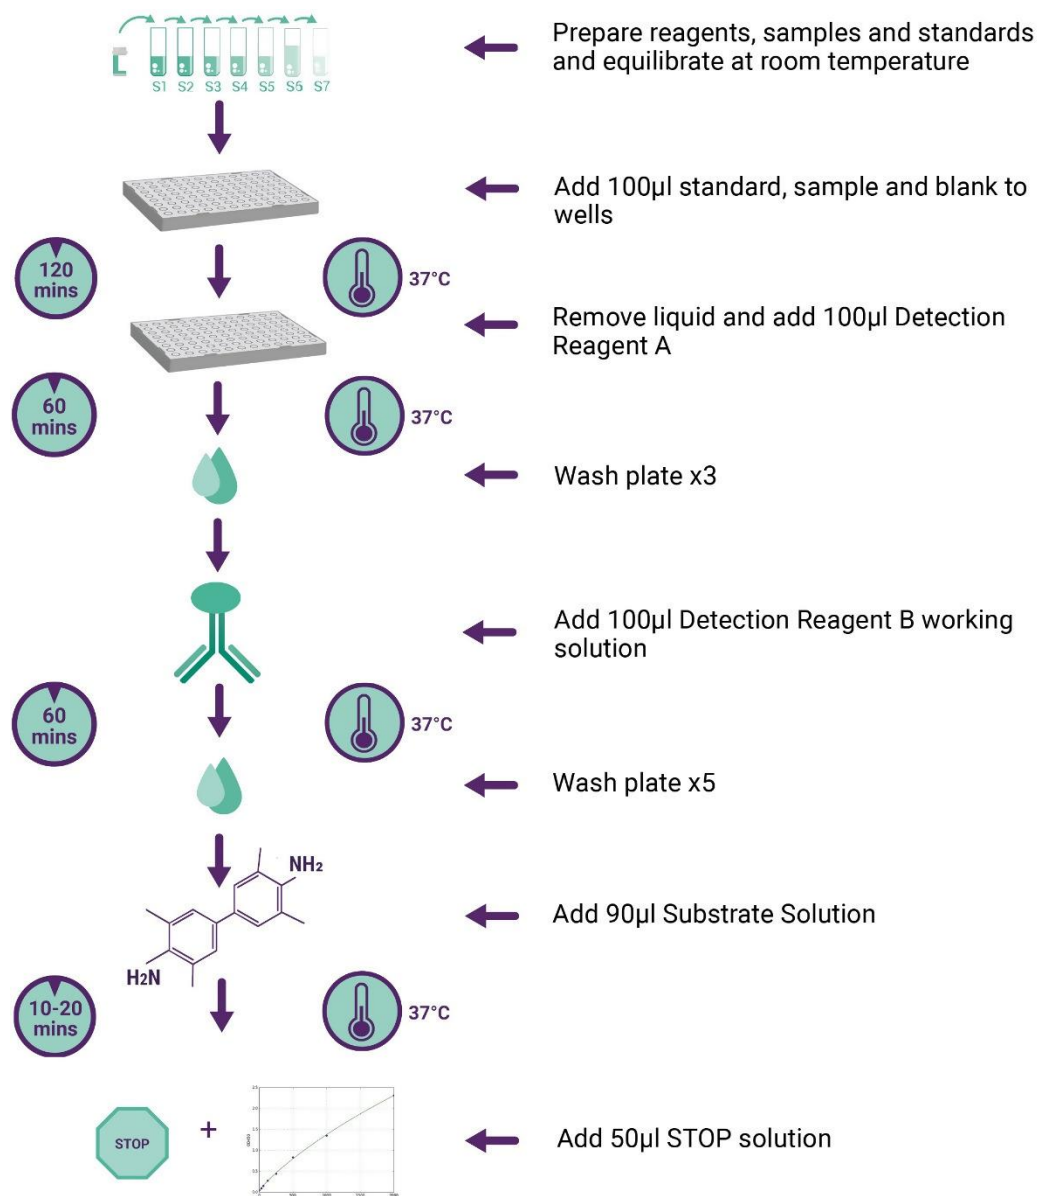 S1 S2 S3 S4 S5 S6 S7
Prepare reagents, samples and standards
and equilibrate at room temperature
Add 100µl standard, sample and blank to
wells
120
mins
37°C
Remove liquid and add 100µl Detection
Reagent A
60
mins
37°C
Wash plate x3
Add 100µl Detection Reagent B working
solution
60
mins
37°C
Wash plate x5
NH2
H2N
Add 90µl Substrate Solution
10-20
mins
37°C
STOP
+
Add 50µl STOP solution